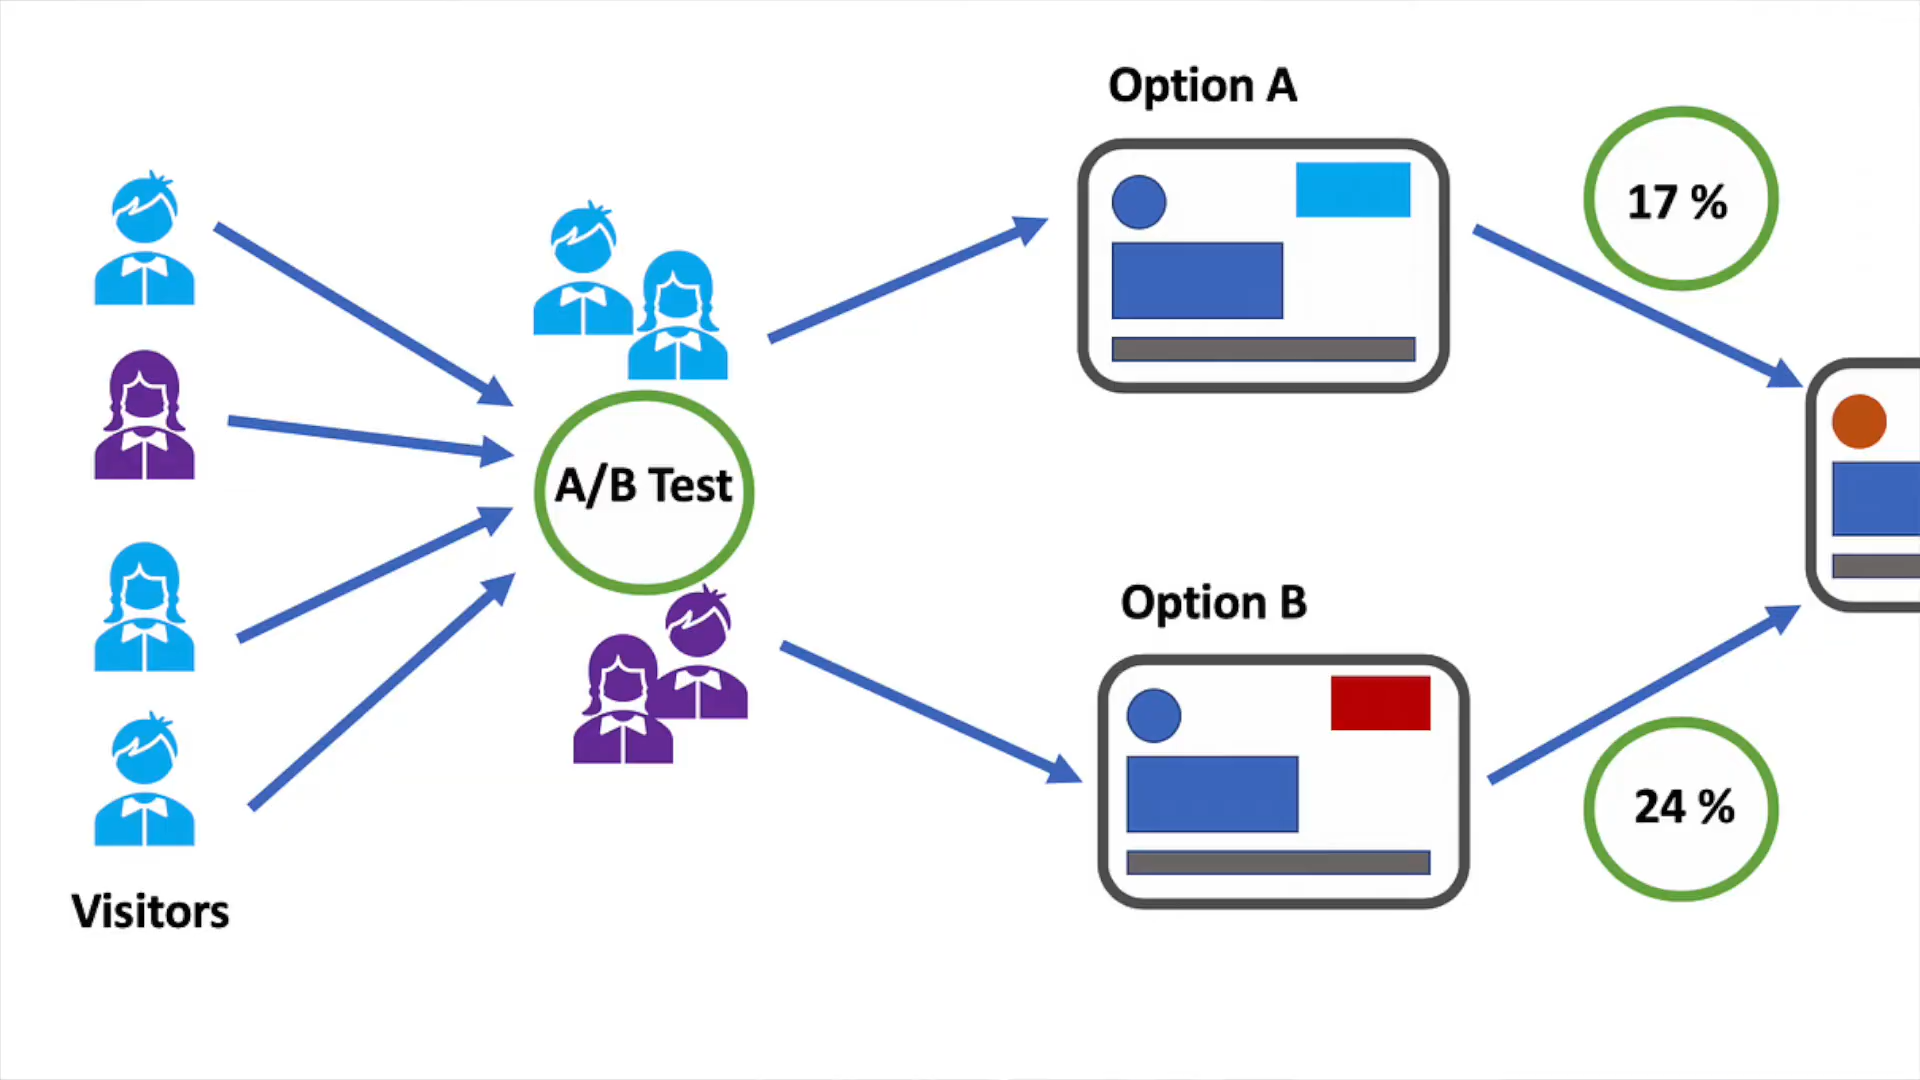 Option A
17 %
A/B Test
Option B
24 %
Visitors